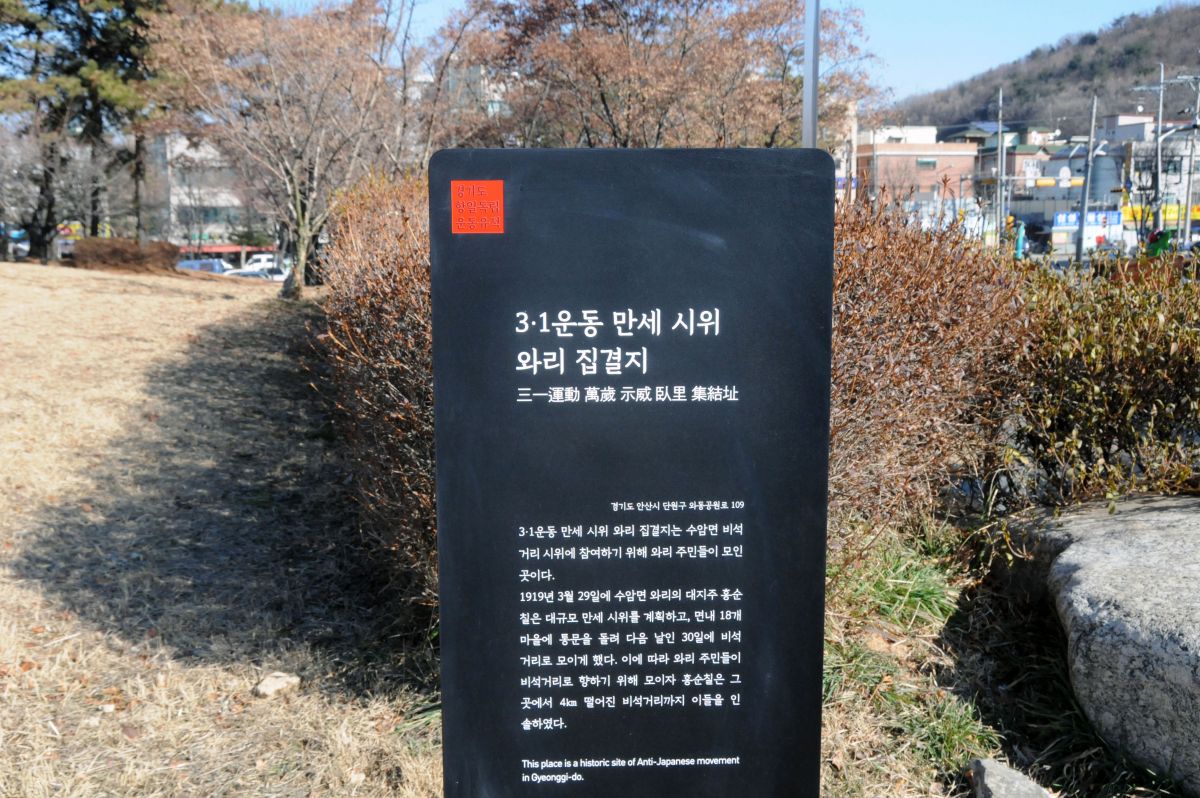 경기도
항일독립
운동유적
3·1운동 만세 시위
와리 집결지
三一運動 萬歲 示威 臥里 集結址
경기도 안산시 단원구 와동공원로 109
3·1운동 만세 시위 와리 집결지는 수암면 비석
거리 시위에 참여하기 위해 와리 주민들이 모인
곳이다.
1919년 3월 29일에 수암면 와리의 대지주 홍순
칠은 대규모 만세 시위를 계획하고, 면내 18개
마을에 통문을 돌려 다음 날인 30일에 비석
거리로 모이게 했다. 이에 따라 와리 주민들이
비석거리로 향하기 위해 모이자 홍순칠은 그
곳에서 4㎞ 떨어진 비석거리까지 이들을 인
솔하였다.
This place is a historic site of Anti-Japanese movement
in Gyeonggi-do.